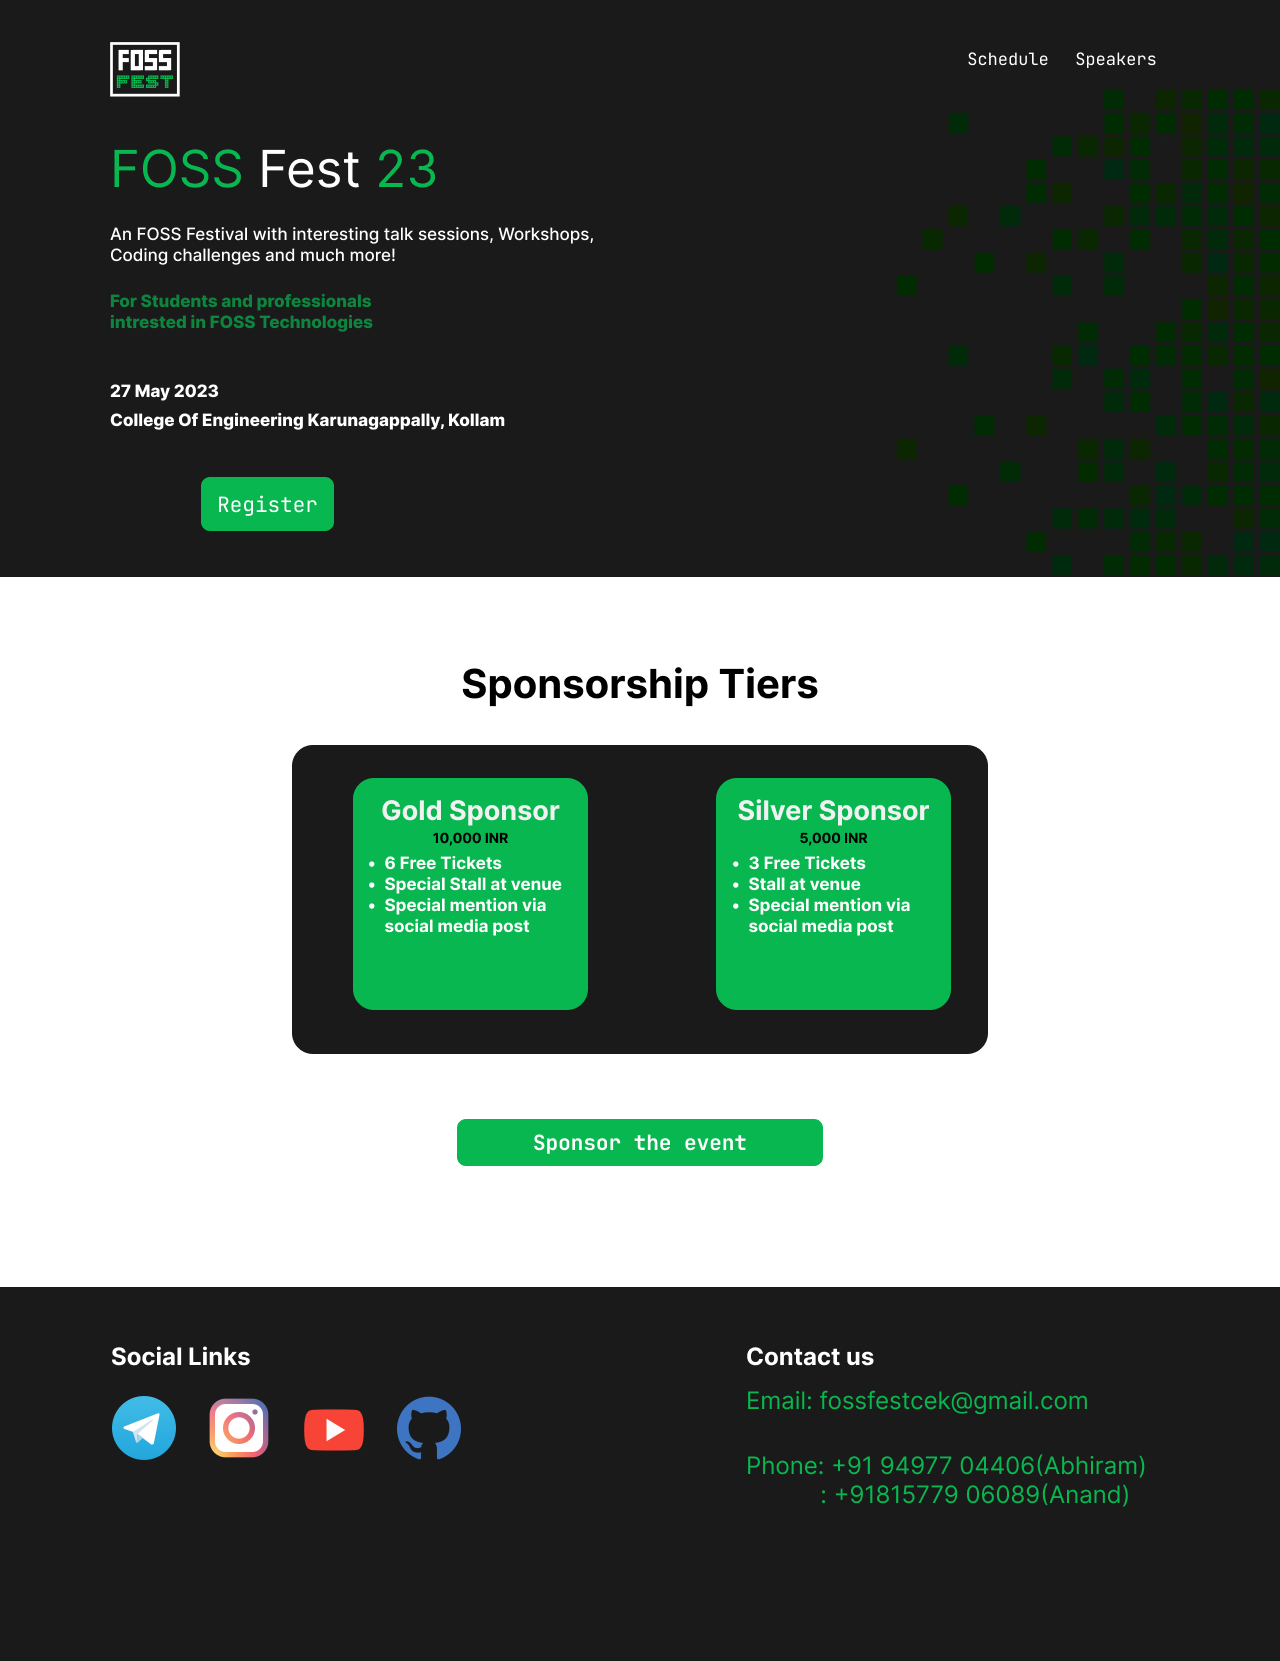 FOSS
FEST
Schedule Speakers
FOSS Fest 23
An FOSS Festival with interesting talk sessions, Workshops,
Coding challenges and much more!
For Students and professionals
intrested in FOSS Technologies
27 May 2023
College Of Engineering Karunagappally, Kollam
Register
Sponsorship Tiers
Gold Sponsor
10,000 INR
• 6 Free Tickets
• Special Stall at venue
• Special mention via
social media post
Silver Sponsor
5,000 INR
• 3 Free Tickets
• Stall at venue
• Special mention via
social media post
Sponsor the event
Social Links
Contact us
Email: fossfestcek@gmail.com
Phone: +91 94977 04406(Abhiram)
: +91815779 06089(Anand)